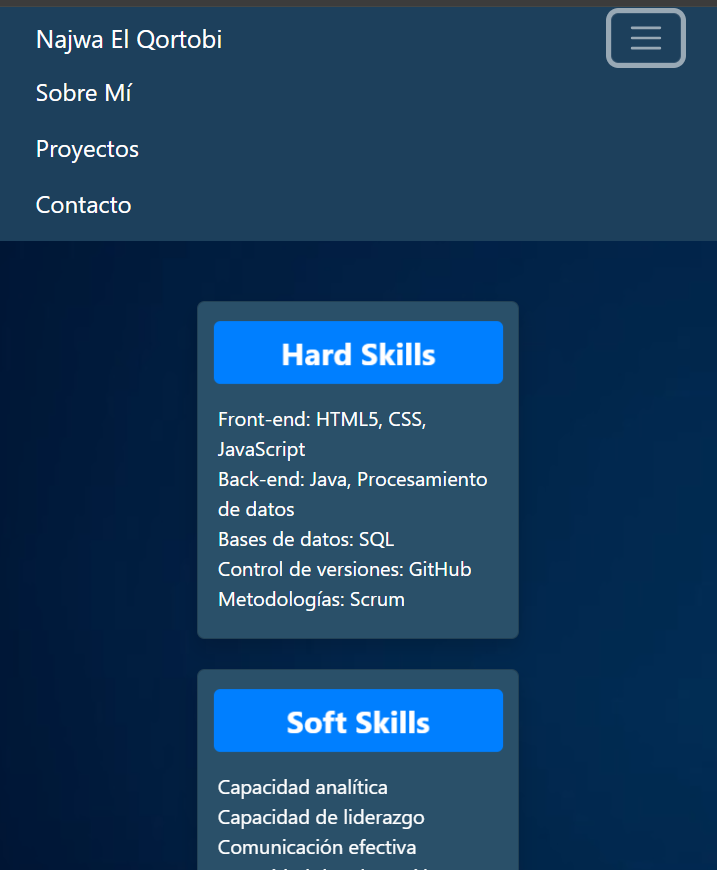 Najwa El Qortobi
Sobre Mí
Proyectos
Contacto
Hard Skills
Front-end: HTML5, CSS,
JavaScript
Back-end: Java, Procesamiento
de datos
Bases de datos: SQL
Control de versiones: GitHub
Metodologías: Scrum
Soft Skills
Capacidad analítica
Capacidad de liderazgo
Comunicación efectiva